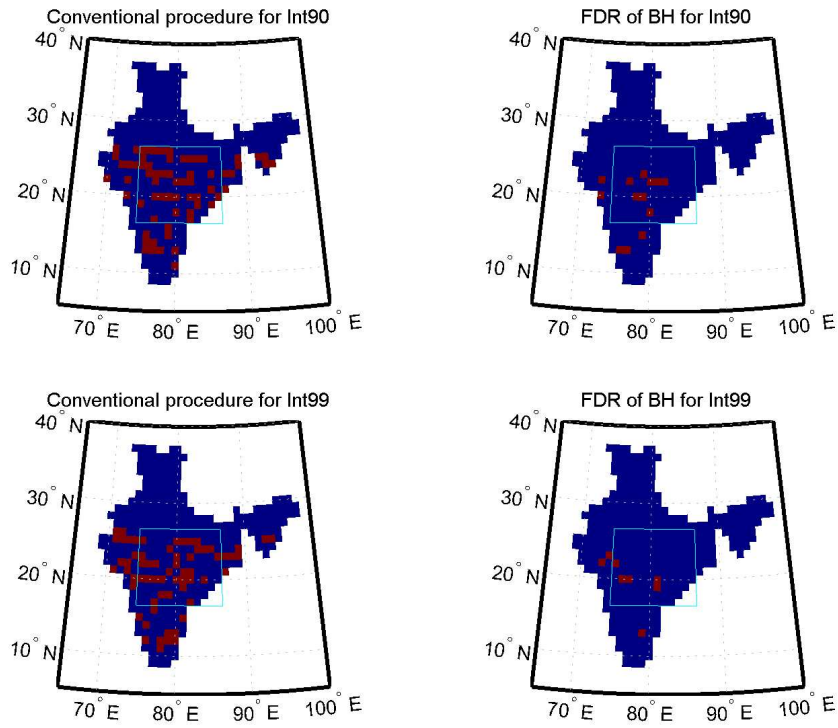 Conventional procedure for Int90
40° N
30° N
20° N
10° N
70° E
80° E
90° E
100° E
FDR of BH for Int90
40° N
30° N
20° N
10° N
70° E
80° E
90° E
100° E
Conventional procedure for Int99
40° N
30° N
20° N
10° N
70° E
80° E
90° E
100° E
FDR of BH for Int99
40° N
30° N
20° N
10° N
70° E
80° E
90° E
100° E